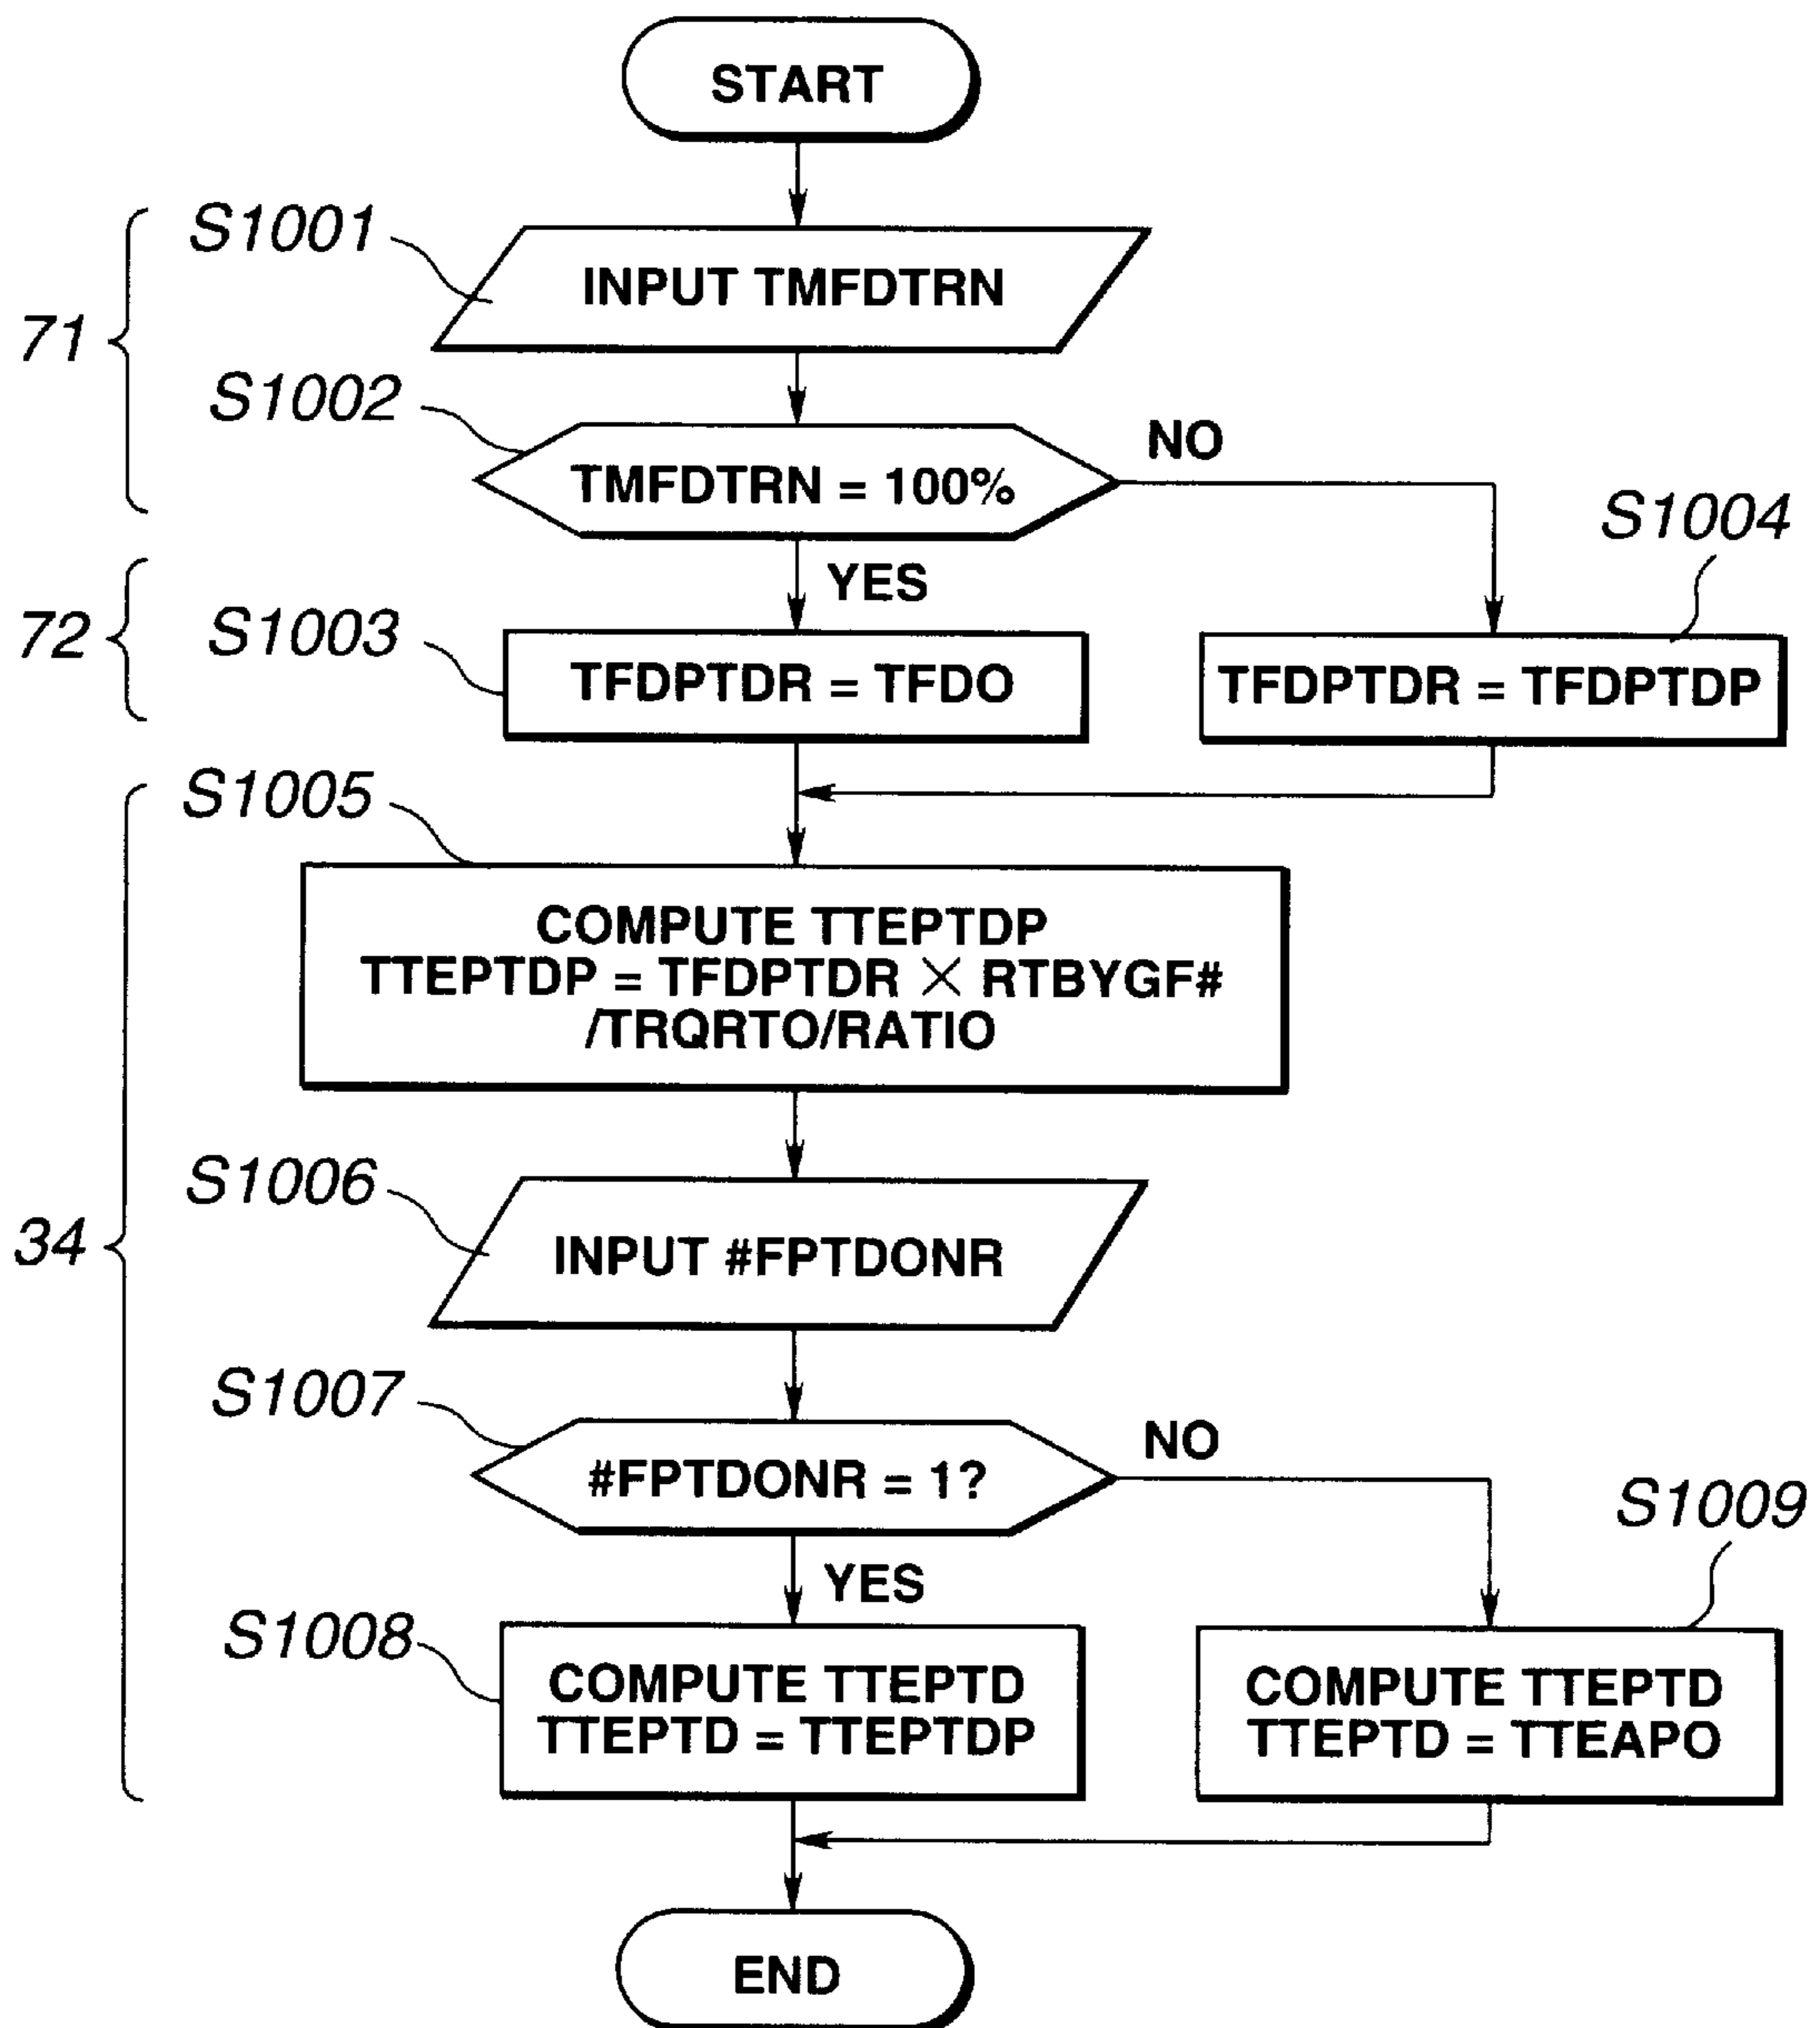 START
S1001
INPUT TMFDTRN
71
S1002
TMFDTRN = 100%
NO
S1004
YES
72
S1003
TFDPTDR = TFDO
TFDPTDR = TFDPTDP
S1005
COMPUTE TTEPTDP
TTEPTDP = TFDPTDR × RTBYGF#
/TRQRTO/RATIO
S1006
34
INPUT #FPTDONR
S1007
#FPTDONR = 1?
NO
S1009
YES
S1008
COMPUTE TTEPTD
TTEPTD = TTEPTDP
COMPUTE TTEPTD
TTEPTD = TTEAPO
END